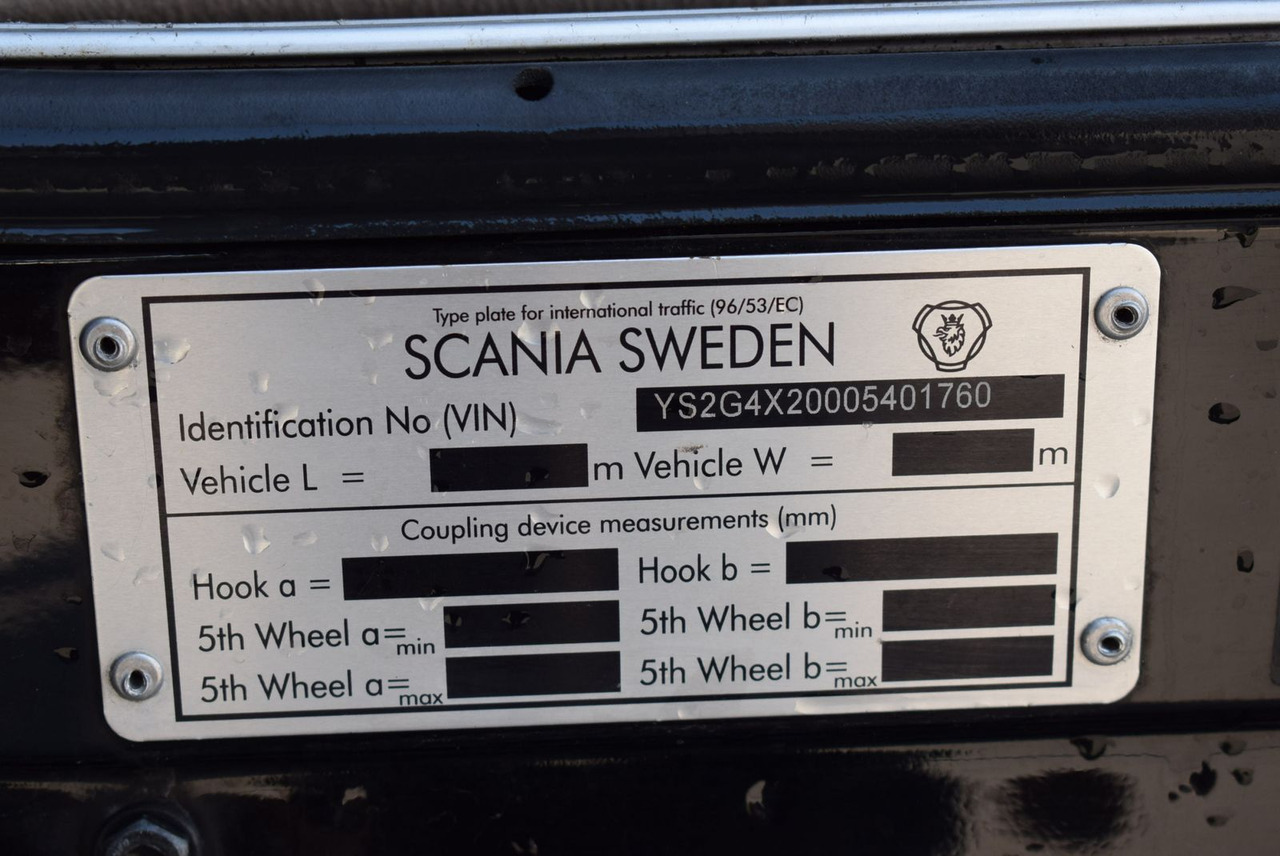 Type plate for international traffic (96/53/EC)
SCANIA SWEDEN
Identification No (VIN) YS2G4X20005401760
Vehicle L = m Vehicle W = m
Coupling device measurements (mm)
Hook a = Hook b =
5th Wheel a=min 5th Wheel b=min
5th Wheel a=max 5th Wheel b=max